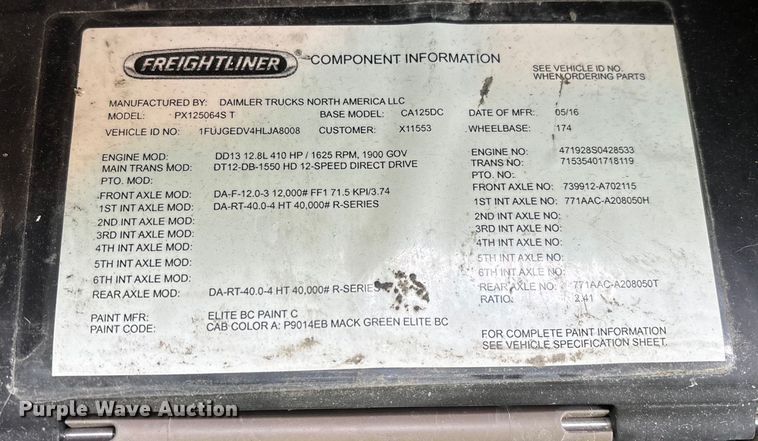 FREIGHTLINER ® COMPONENT INFORMATION
SEE VEHICLE ID NO.
WHEN ORDERING PARTS
MANUFACTURED BY: DAIMLER TRUCKS NORTH AMERICA LLC
MODEL: PX125064S T BASE MODEL: CA125DC DATE OF MFR: 05/16
VEHICLE ID NO: 1FUJGEDV4HLJA8008 CUSTOMER: X11553 WHEELBASE: 174
ENGINE MOD: DD13 12.8L 410 HP / 1625 RPM, 1900 GOV ENGINE NO: 471928S0428533
MAIN TRANS MOD: DT12-DB-1550 HD 12-SPEED DIRECT DRIVE TRANS NO: 71535401718119
PTO. MOD: PTO. NO:
FRONT AXLE MOD: DA-F-12.0-3 12,000# FF1 71.5 KPI/3.74 FRONT AXLE NO: 739912-A702115
1ST INT AXLE MOD: DA-RT-40.0-4 HT 40,000# R-SERIES 1ST INT AXLE NO: 771AAC-A208050H
2ND INT AXLE MOD: 2ND INT AXLE NO:
3RD INT AXLE MOD: 3RD INT AXLE NO:
4TH INT AXLE MOD: 4TH INT AXLE NO:
5TH INT AXLE MOD: 5TH INT AXLE NO:
6TH INT AXLE MOD: 6TH INT AXLE NO:
REAR AXLE MOD: DA-RT-40.0-4 HT 40,000# R-SERIES REAR AXLE NO: 771AAC-A208050T
RATIO: 2.41
PAINT MFR: ELITE BC PAINT C
PAINT CODE: CAB COLOR A: P9014EB MACK GREEN ELITE BC
FOR COMPLETE PAINT INFORMATION
SEE VEHICLE SPECIFICATION SHEET.
Purple Wave Auction